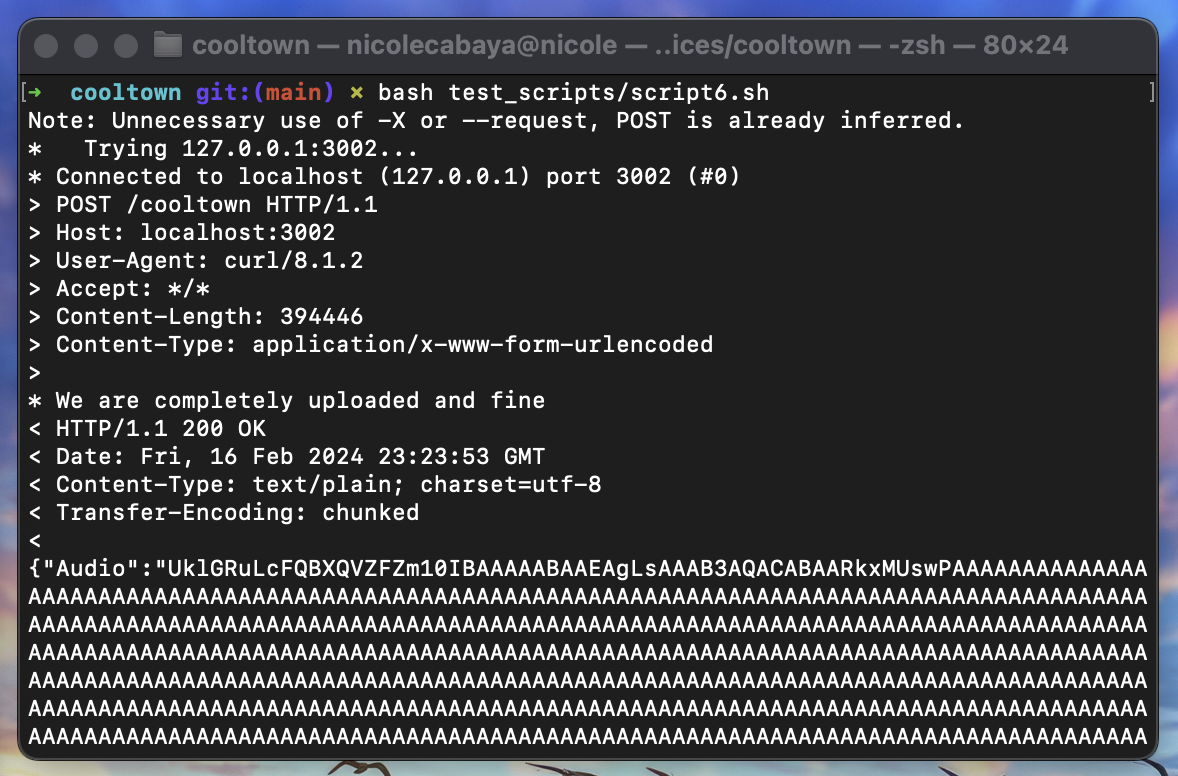 cooltown — nicolecabaya@nicole — ..ices/cooltown — -zsh — 80×24
[➜  cooltown git:(main) ✗ bash test_scripts/script6.sh ]
Note: Unnecessary use of -X or --request, POST is already inferred.
*   Trying 127.0.0.1:3002...
* Connected to localhost (127.0.0.1) port 3002 (#0)
> POST /cooltown HTTP/1.1
> Host: localhost:3002
> User-Agent: curl/8.1.2
> Accept: */*
> Content-Length: 394446
> Content-Type: application/x-www-form-urlencoded
>
* We are completely uploaded and fine
< HTTP/1.1 200 OK
< Date: Fri, 16 Feb 2024 23:23:53 GMT
< Content-Type: text/plain; charset=utf-8
< Transfer-Encoding: chunked
<
{"Audio":"UklGRuLcFQBXQVZFZm10IBAAAAABAAEAgLsAAAB3AQACABAARkxMUswPAAAAAAAAAAAAAA
AAAAAAAAAAAAAAAAAAAAAAAAAAAAAAAAAAAAAAAAAAAAAAAAAAAAAAAAAAAAAAAAAAAAAAAAAAAAAA
AAAAAAAAAAAAAAAAAAAAAAAAAAAAAAAAAAAAAAAAAAAAAAAAAAAAAAAAAAAAAAAAAAAAAAAAAAAAAAAA
AAAAAAAAAAAAAAAAAAAAAAAAAAAAAAAAAAAAAAAAAAAAAAAAAAAAAAAAAAAAAAAAAAAAAAAAAAAAAAAA
AAAAAAAAAAAAAAAAAAAAAAAAAAAAAAAAAAAAAAAAAAAAAAAAAAAAAAAAAAAAAAAAAAAAAAAAAAAAAAAA
AAAAAAAAAAAAAAAAAAAAAAAAAAAAAAAAAAAAAAAAAAAAAAAAAAAAAAAAAAAAAAAAAAAAAAAAAAAAAAAA
AAAAAAAAAAAAAAAAAAAAAAAAAAAAAAAAAAAAAAAAAAAAAAAAAAAAAAAAAAAAAAAAAAAAAAAAAAAAAAAA